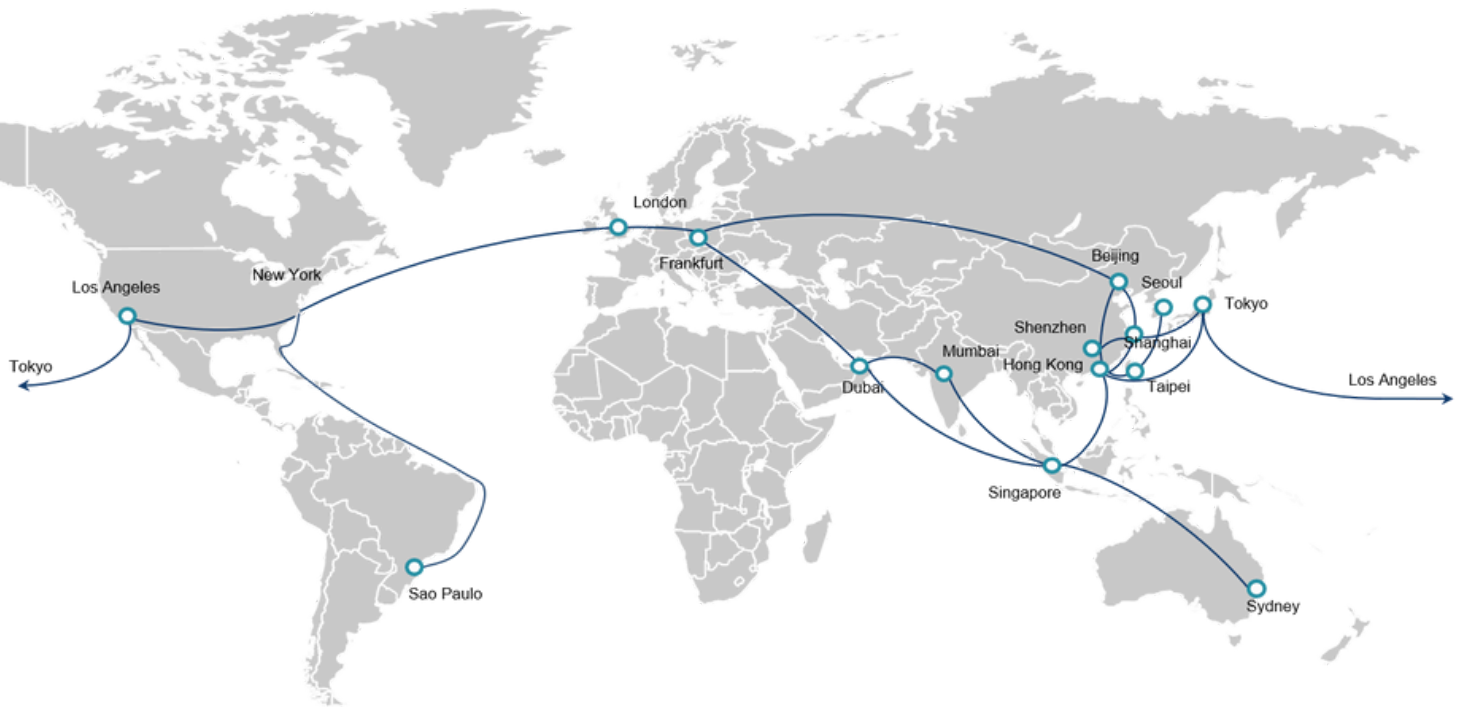 London
Beijing
Frankfurt
New York
Seoul
Los Angeles
Tokyo
Shenzhen
Shanghai
Mumbai
Hong Kong
Tokyo
Dubai
Taipei
Los Angeles
Singapore
Sao Paulo
Sydney